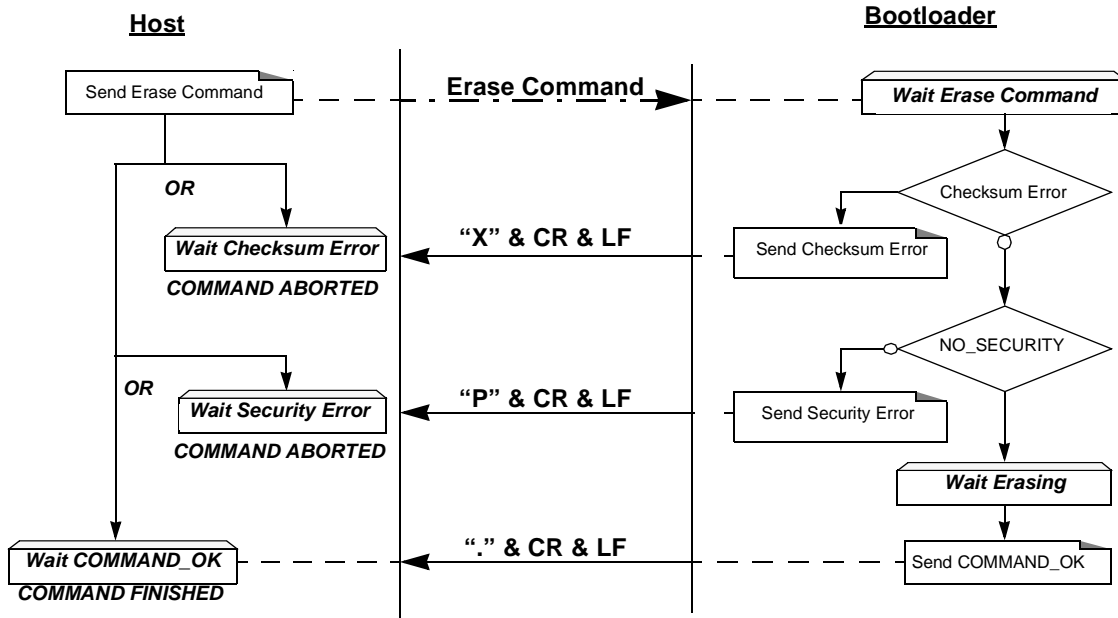 Host
Bootloader
Send Erase Command
Erase Command
Wait Erase Command
OR
Checksum Error
Wait Checksum Error
“X” & CR & LF
Send Checksum Error
COMMAND ABORTED
NO_SECURITY
OR
Wait Security Error
“P” & CR & LF
Send Security Error
COMMAND ABORTED
Wait Erasing
Wait COMMAND_OK
“.” & CR & LF
Send COMMAND_OK
COMMAND FINISHED